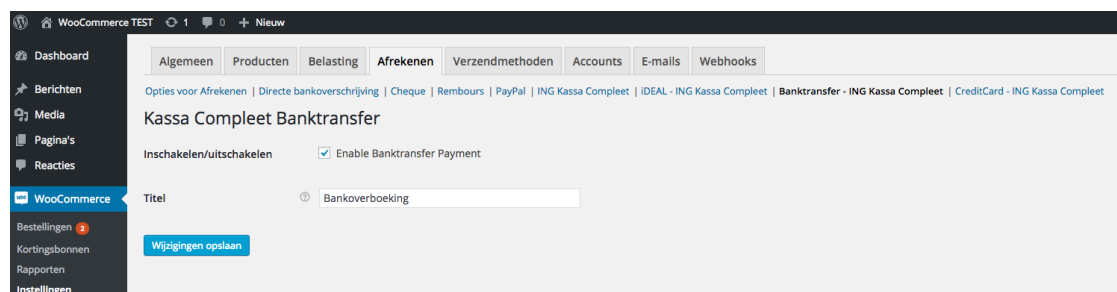 WooCommerce TEST 1 0 + Nieuw
Dashboard
Berichten
Media
Pagina's
Reacties
WooCommerce
Bestellingen 2
Kortingsbonnen
Rapporten
Instellingen
Algemeen Producten Belasting Afrekenen Verzendmethoden Accounts E-mails Webhooks
Opties voor Afrekenen | Directe bankoverschrijving | Cheque | Rembours | PayPal | ING Kassa Compleet | iDEAL - ING Kassa Compleet | Banktransfer - ING Kassa Compleet | CreditCard - ING Kassa Compleet
Kassa Compleet Banktransfer
Inschakelen/uitschakelen Enable Banktransfer Payment
Titel ? Bankoverboeking
Wijzigingen opslaan